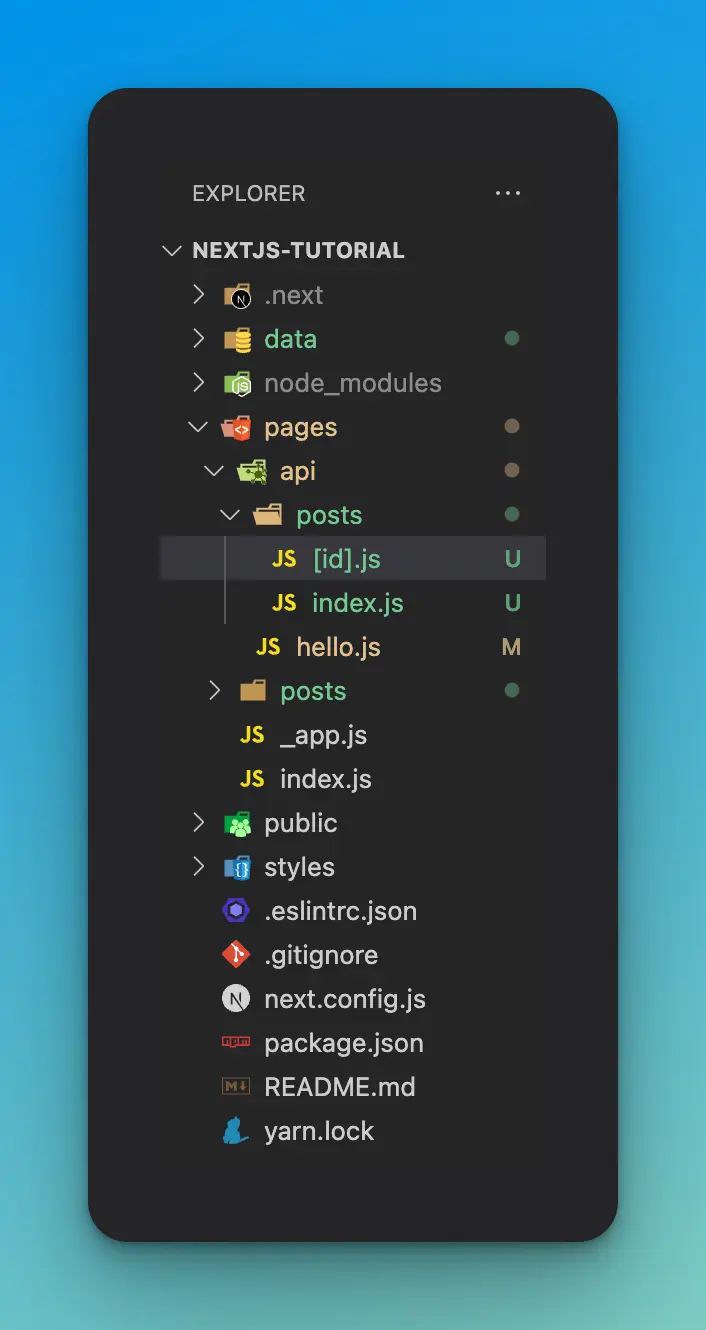 EXPLORER ...
NEXTJS-TUTORIAL
.next
data
node_modules
pages
api
posts
JS [id].js U
JS index.js U
JS hello.js M
posts
JS _app.js
JS index.js
public
styles
.eslintrc.json
.gitignore
N next.config.js
npm package.json
M README.md
yarn.lock